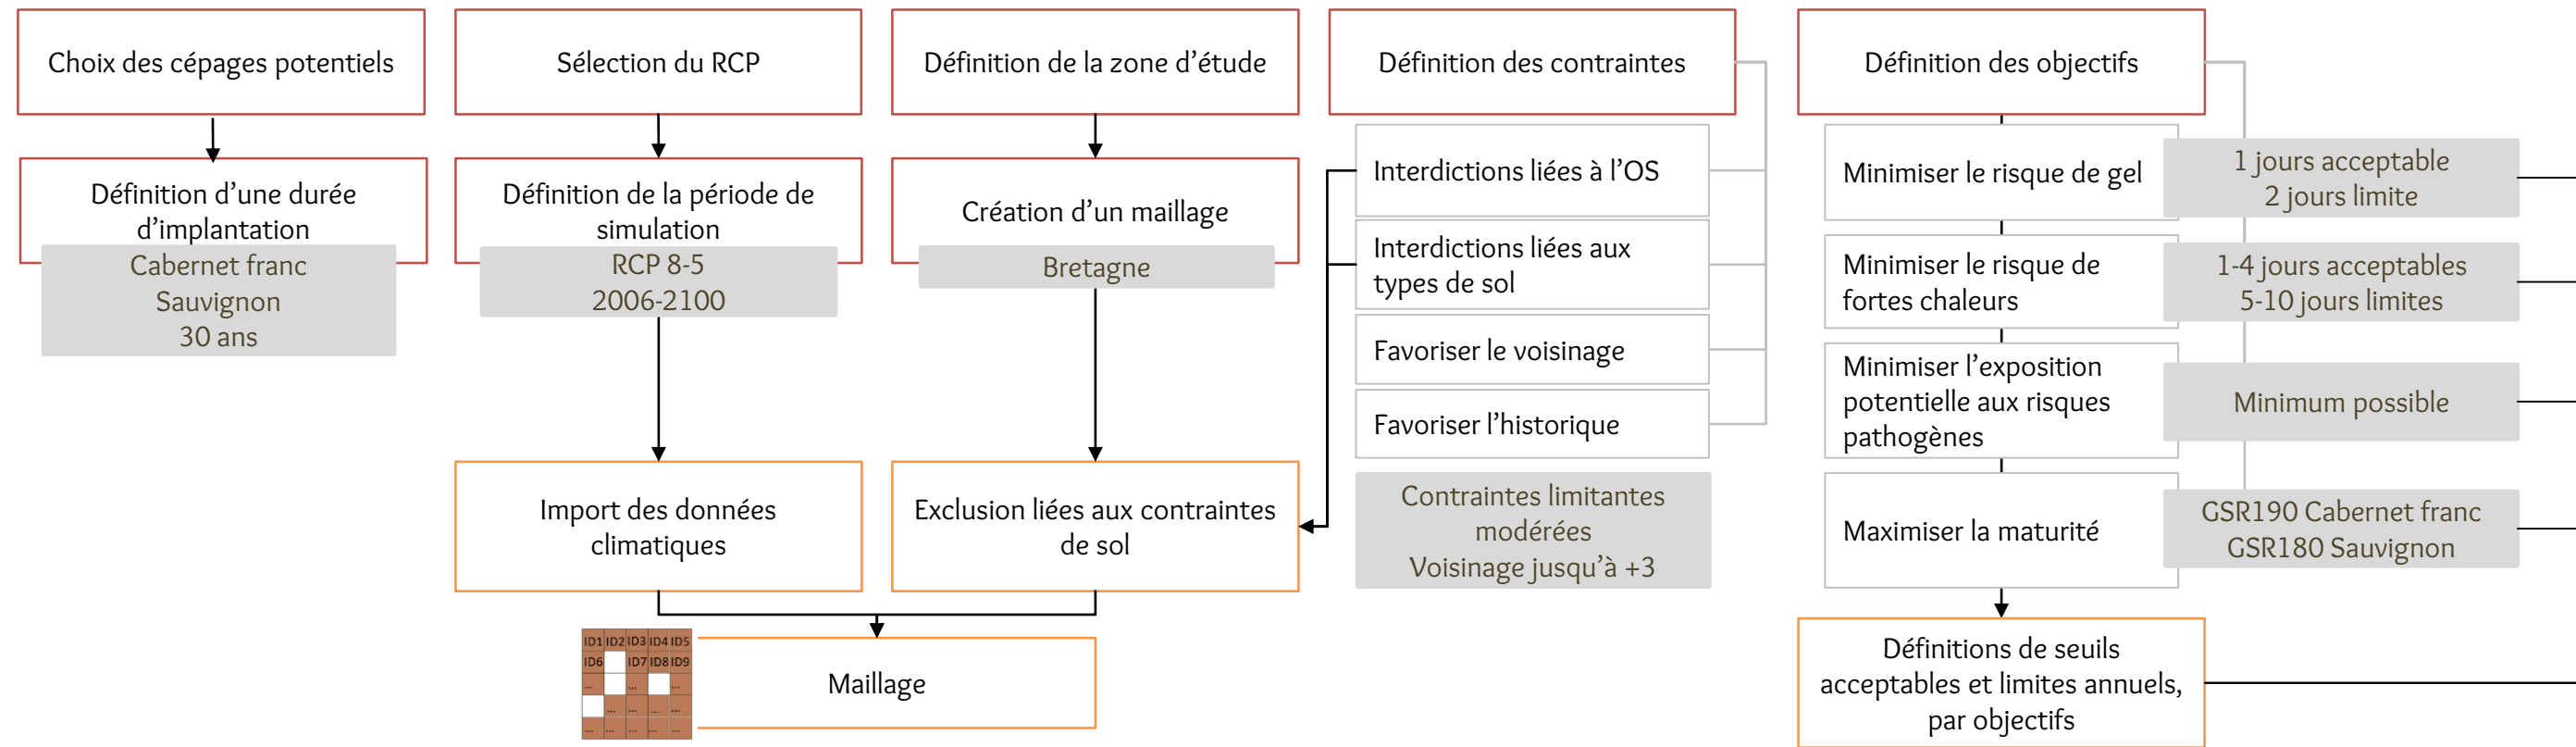 Choix des cépages potentiels
Définition d'une durée
d'implantation
Cabernet franc
Sauvignon
30 ans
Sélection du RCP
Définition de la période de
simulation
RCP 8-5
2006-2100
Import des données
climatiques
Définition de la zone d'étude
Création d'un maillage
Bretagne
Exclusion liées aux contraintes
de sol
ID1 ID2 ID3 ID4 ID5
ID6 ID7 ID8 ID9
... ... ...
... ... ... ...
... ... ... ... ...
Maillage
Définition des contraintes
Interdictions liées à l'OS
Interdictions liées aux
types de sol
Favoriser le voisinage
Favoriser l'historique
Contraintes limitantes
modérées
Voisinage jusqu'à +3
Définition des objectifs
Minimiser le risque de gel
1 jours acceptable
2 jours limite
Minimiser le risque de
fortes chaleurs
1-4 jours acceptables
5-10 jours limites
Minimiser l'exposition
potentielle aux risques
pathogènes
Minimum possible
Maximiser la maturité
GSR190 Cabernet franc
GSR180 Sauvignon
Définitions de seuils
acceptables et limites annuels,
par objectifs